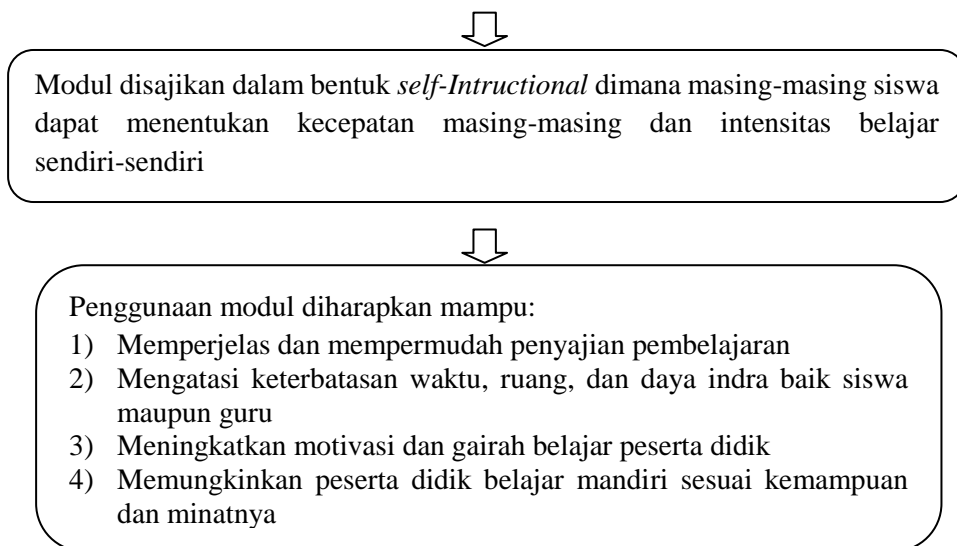 Modul disajikan dalam bentuk self-Intructional dimana masing-masing siswa
dapat menentukan kecepatan masing-masing dan intensitas belajar
sendiri-sendiri
Penggunaan modul diharapkan mampu:
1) Memperjelas dan mempermudah penyajian pembelajaran
2) Mengatasi keterbatasan waktu, ruang, dan daya indra baik siswa
maupun guru
3) Meningkatkan motivasi dan gairah belajar peserta didik
4) Memungkinkan peserta didik belajar mandiri sesuai kemampuan
dan minatnya